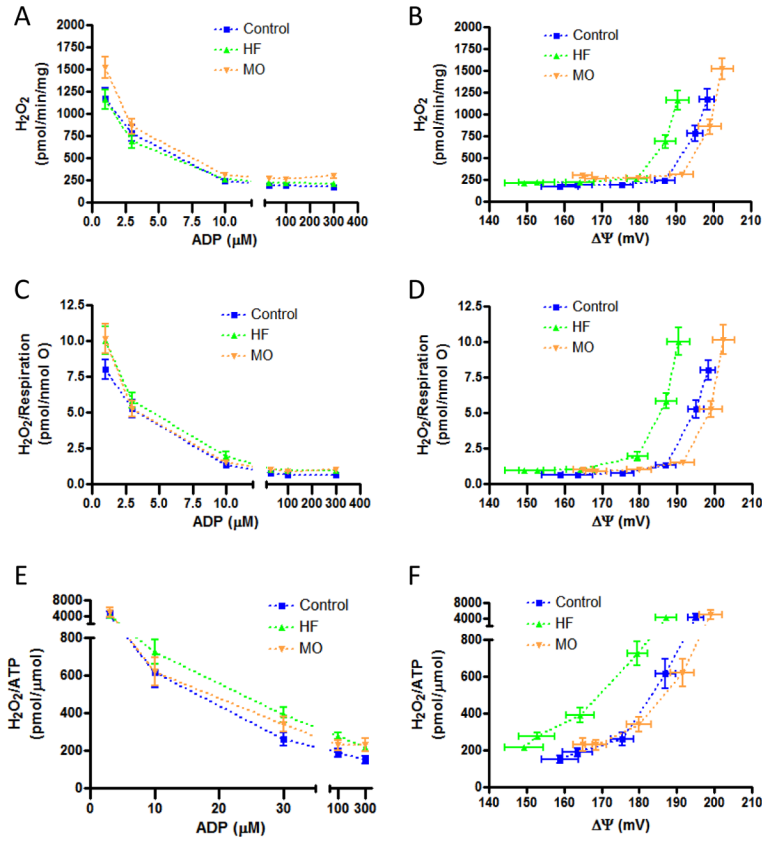 A
H₂O₂
(pmol/min/mg)
2000
1750
1500
1250
1000
750
500
250
0
Control
HF
MO
0.0 2.5 5.0 7.5 10.0 100 200 300 400
ADP (μM)
B
H₂O₂
(pmol/min/mg)
2000
1750
1500
1250
1000
750
500
250
0
Control
HF
MO
140 150 160 170 180 190 200 210
ΔΨ (mV)
C
H₂O₂/Respiration
(pmol/nmol O)
12.5
10.0
7.5
5.0
2.5
0.0
Control
HF
MO
0.0 2.5 5.0 7.5 10.0 100 200 300 400
ADP (μM)
D
H₂O₂/Respiration
(pmol/nmol O)
12.5
10.0
7.5
5.0
2.5
0.0
Control
HF
MO
140 150 160 170 180 190 200 210
ΔΨ (mV)
E
H₂O₂/ATP
(pmol/μmol)
8000
4000
800
600
400
200
0
Control
HF
MO
0 10 20 30 100 300
ADP (μM)
F
H₂O₂/ATP
(pmol/μmol)
8000
4000
800
600
400
200
0
Control
HF
MO
140 150 160 170 180 190 200 210
ΔΨ (mV)